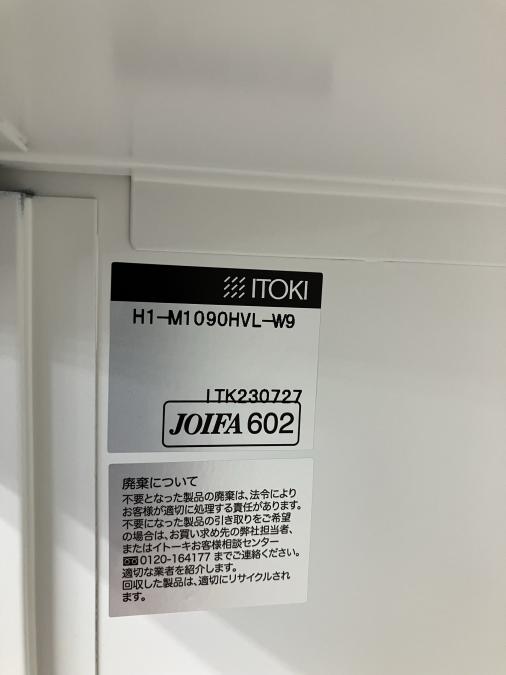 ITOKI
H1-M1090HVL-W9
ITK230727
JOIFA 602
廃棄について
不要となった製品の廃棄は、法令により
お客様が適切に処理する責任があります。
不要になった製品の引き取りをご希望
の場合は、お買い求め先の弊社担当者、
またはイトーキお客様相談センター
0120-164177 までご連絡ください。
適切な業者を紹介します。
回収した製品は、適切にリサイクルされ
ます。